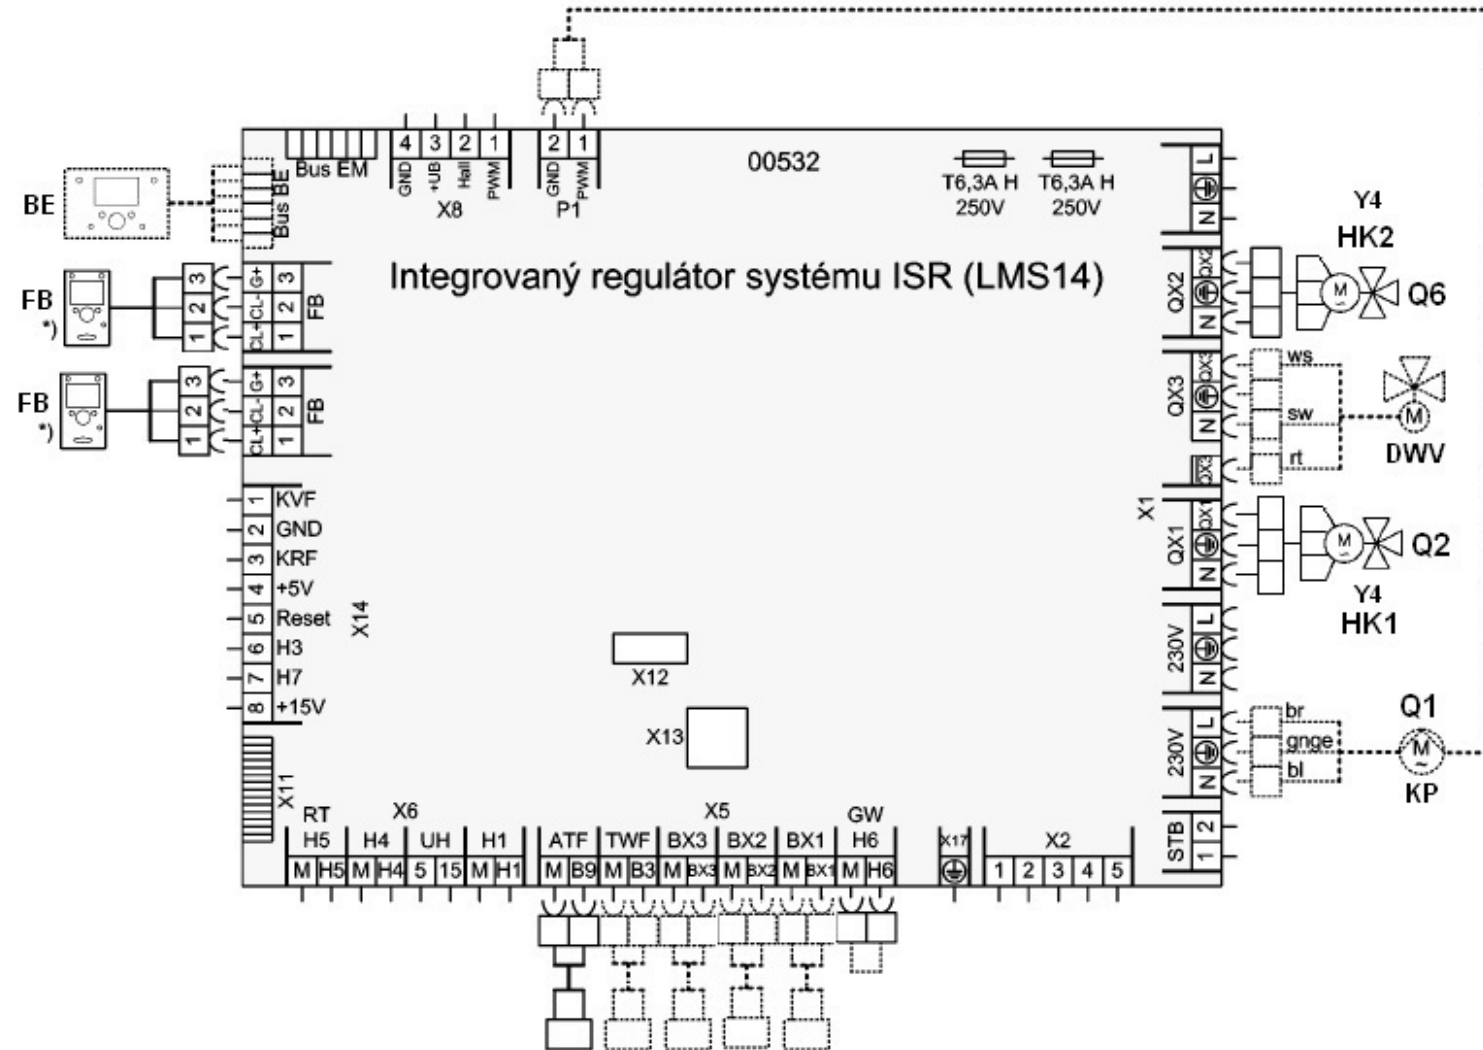 4 3 2 1
GND +UB Hall PWM
X8
2 1
GND PWM
P1
Bus EM
00532
T6,3A H
250V
T6,3A H
250V
L
N
BE
Bus BE
Integrovaný regulátor systému ISR (LMS14)
FB
*)
3 G+ 3
2 CL- 2
1 CL+ 1
FB
FB
*)
3 G+ 3
2 CL- 2
1 CL+ 1
FB
Y4
HK2
QX2
QX2
N
M
~
Q6
QX3
QX3
N
QX3
ws
sw
rt
M
DWV
X1
QX1
QX1
N
M
~
Q2
Y4
HK1
230V
L
N
230V
L
N
br
gnge
bl
Q1
M
~
KP
STB
2
1
1 KVF
2 GND
3 KRF
4 +5V
5 Reset
6 H3
7 H7
8 +15V
X14
X12
X13
X11
RT
X6
X5
GW
H5 H4 UH H1 ATF TWF BX3 BX2 BX1 H6 X17 X2
M H5 M H4 5 15 M H1 M B9 M B3 M BX3 M BX2 M BX1 M H6 1 2 3 4 5